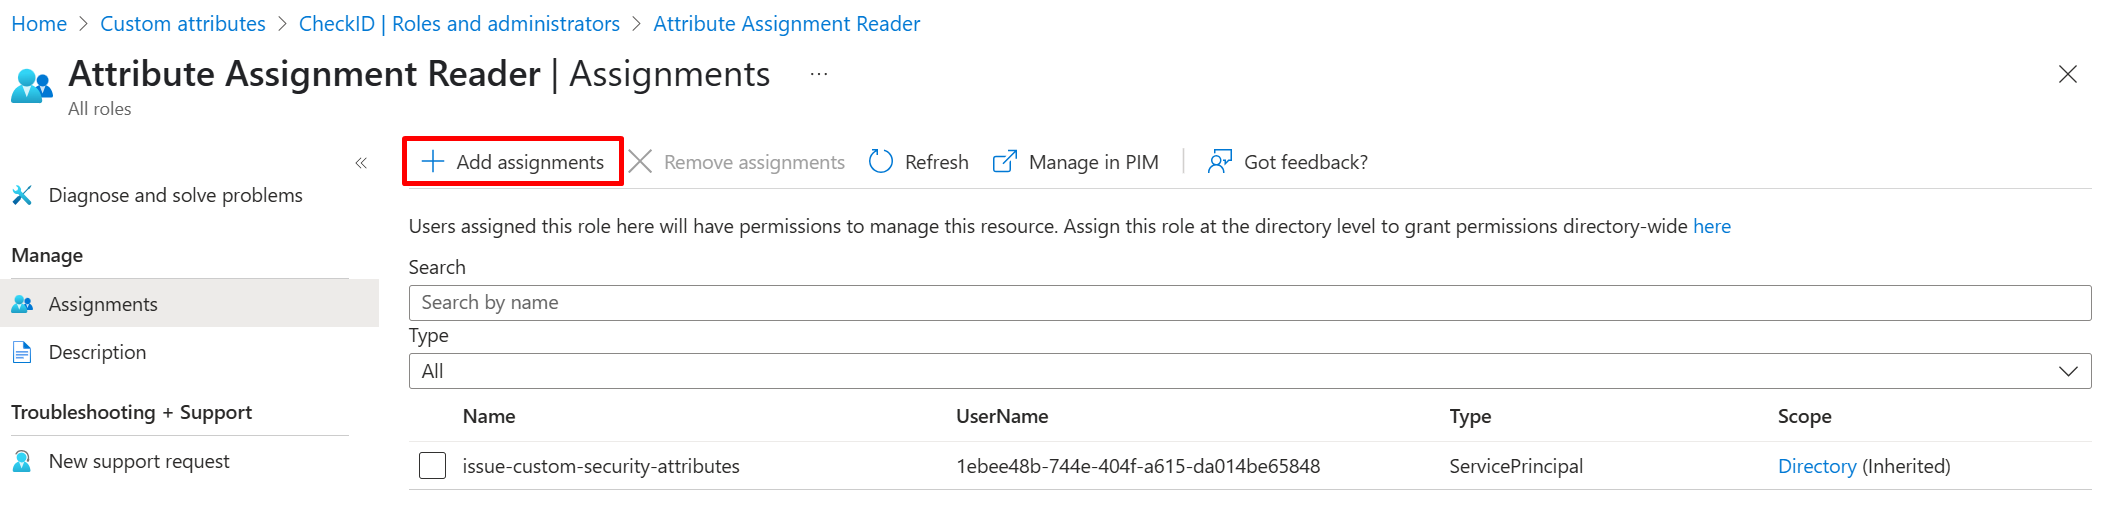 Home > Custom attributes > CheckID | Roles and administrators > Attribute Assignment Reader
Attribute Assignment Reader | Assignments ...
All roles
«
Diagnose and solve problems
Manage
Assignments
Description
Troubleshooting + Support
New support request
Add assignments Remove assignments Refresh Manage in PIM Got feedback?
Users assigned this role here will have permissions to manage this resource. Assign this role at the directory level to grant permissions directory-wide here
Search
Search by name
Type
All
Name UserName Type Scope
issue-custom-security-attributes 1ebee48b-744e-404f-a615-da014be65848 ServicePrincipal Directory (Inherited)